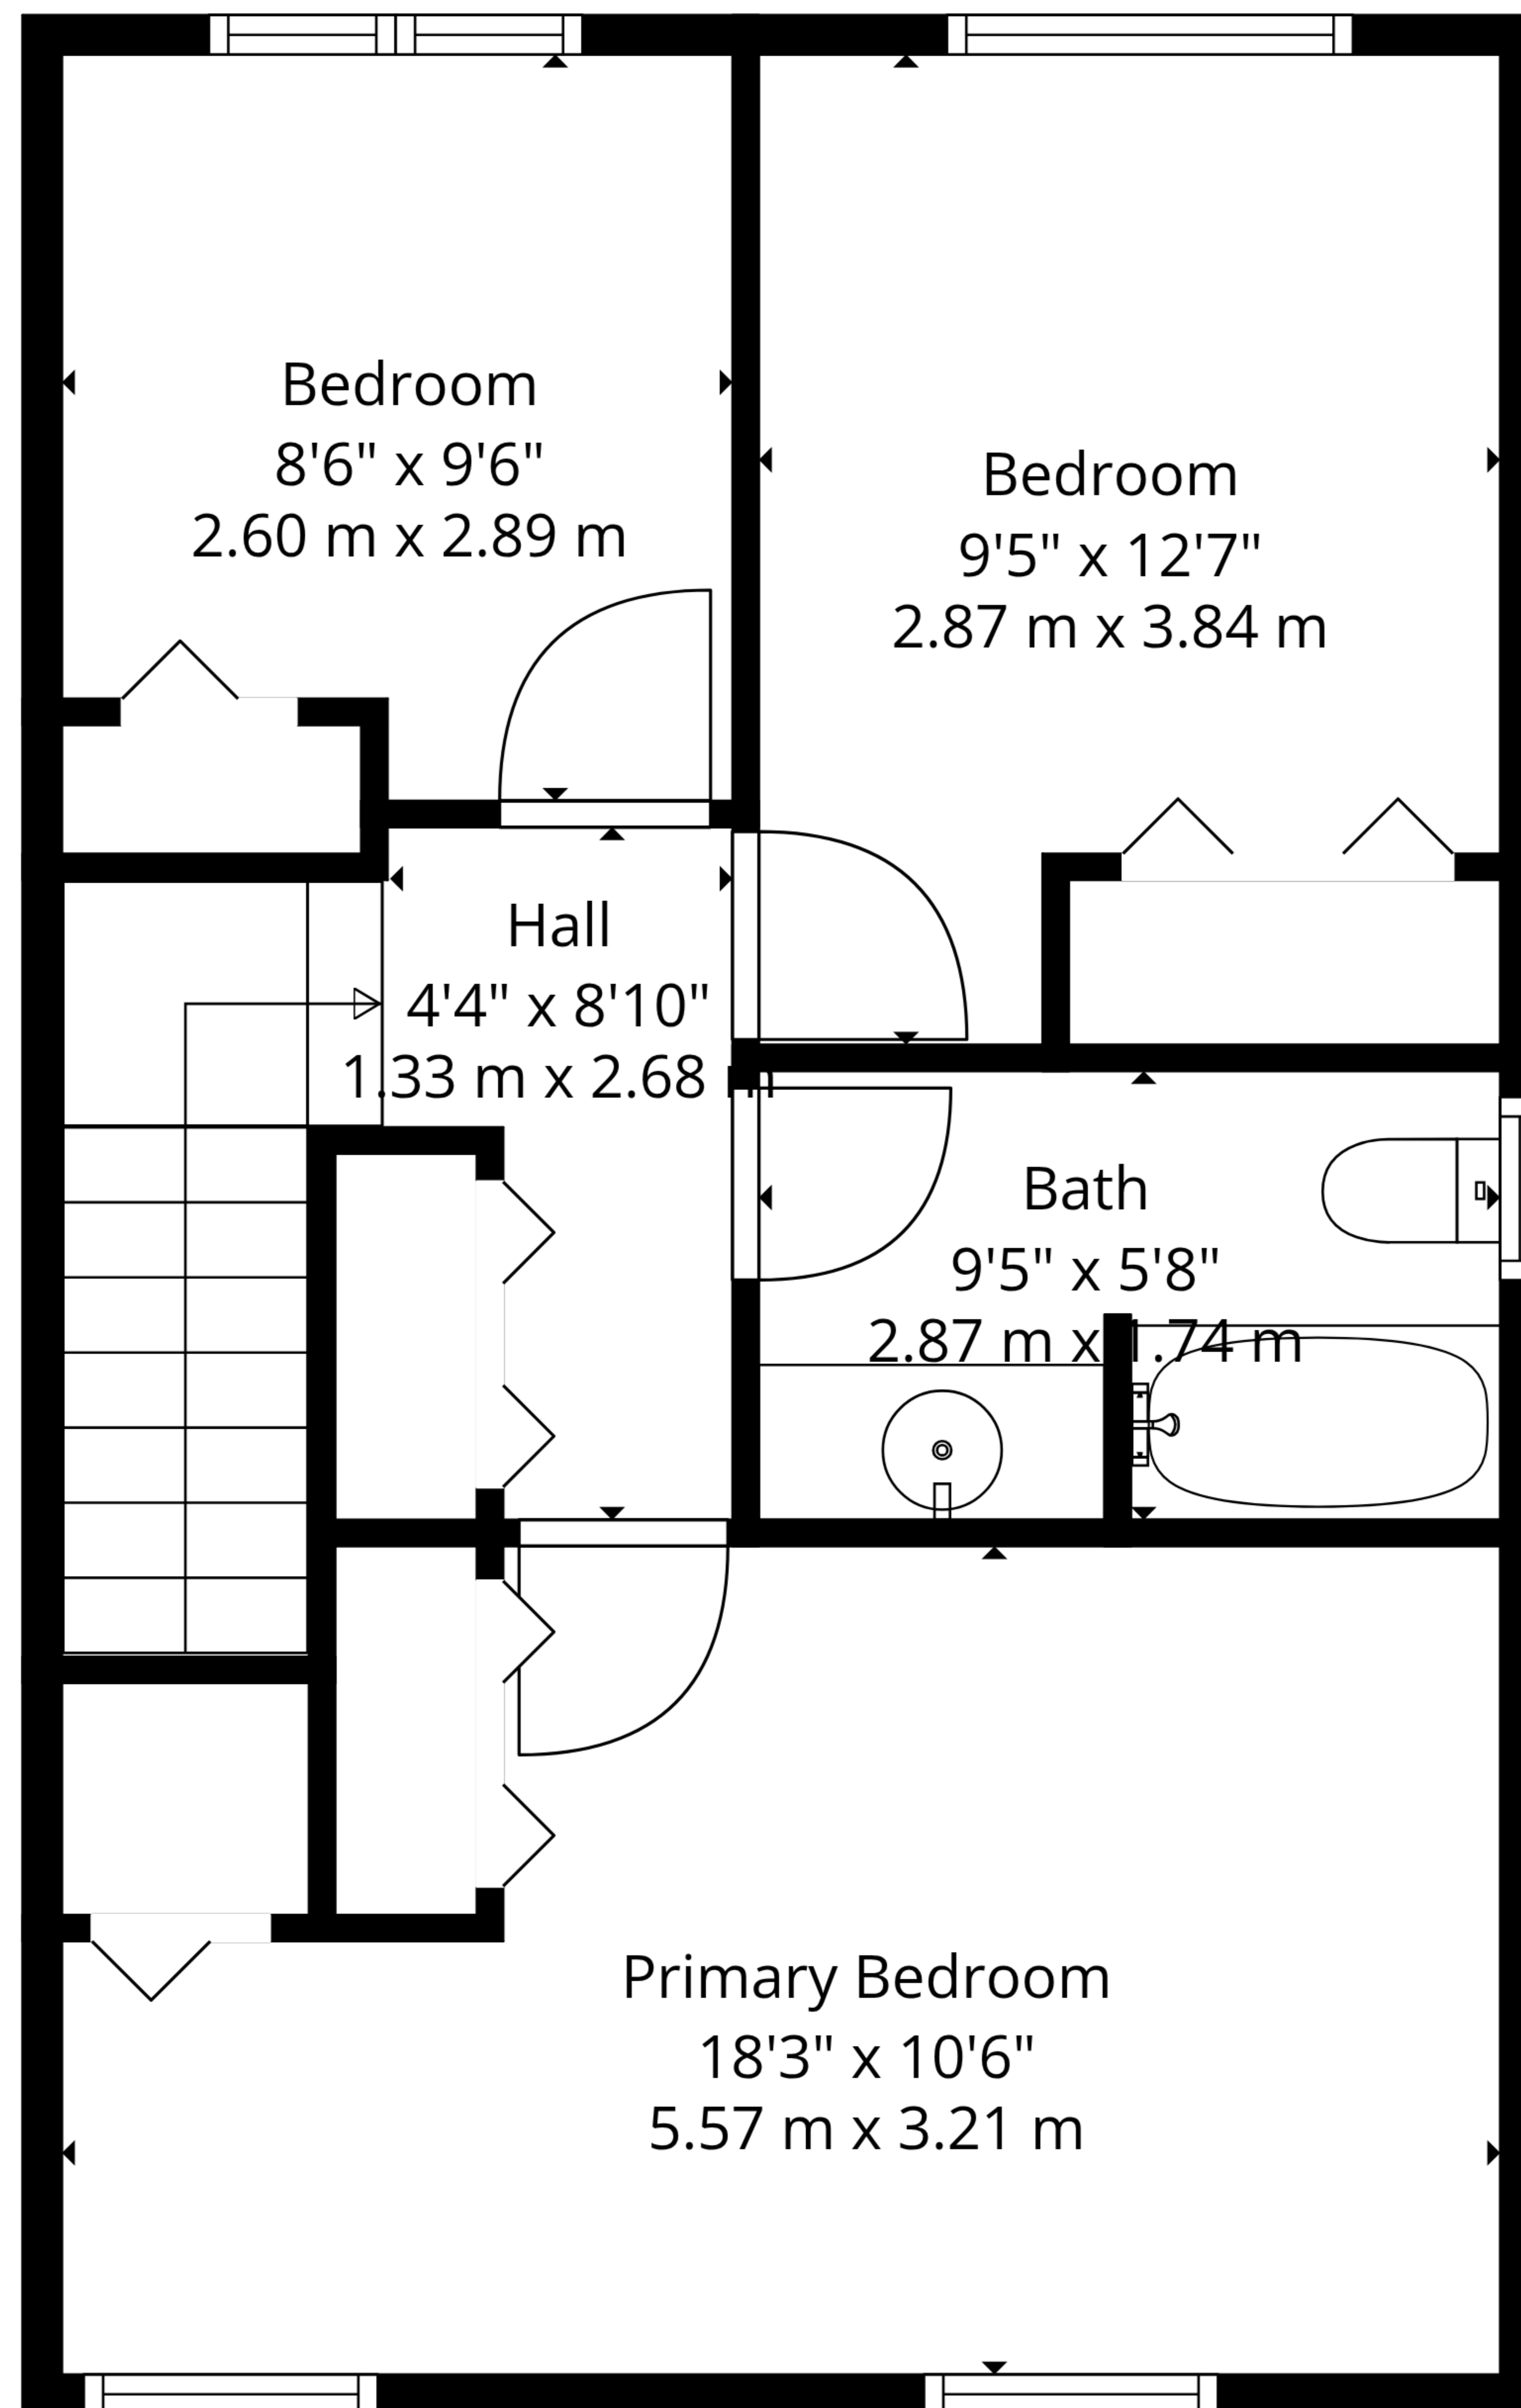 Bedroom
8'6" x 9'6"
2.60 m x 2.89 m
Bedroom
9'5" x 12'7"
2.87 m x 3.84 m
Hall
4'4" x 8'10"
1.33 m x 2.68 m
Bath
9'5" x 5'8"
2.87 m x 1.74 m
Primary Bedroom
18'3" x 10'6"
5.57 m x 3.21 m